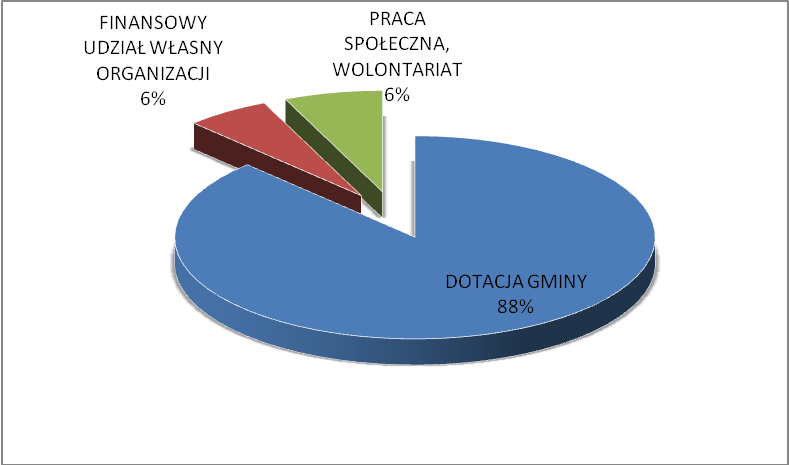 FINANSOWY
UDZIAŁ WŁASNY
ORGANIZACJI
6%
PRACA
SPOŁECZNA,
WOLONTARIAT
6%
DOTACJA GMINY
88%